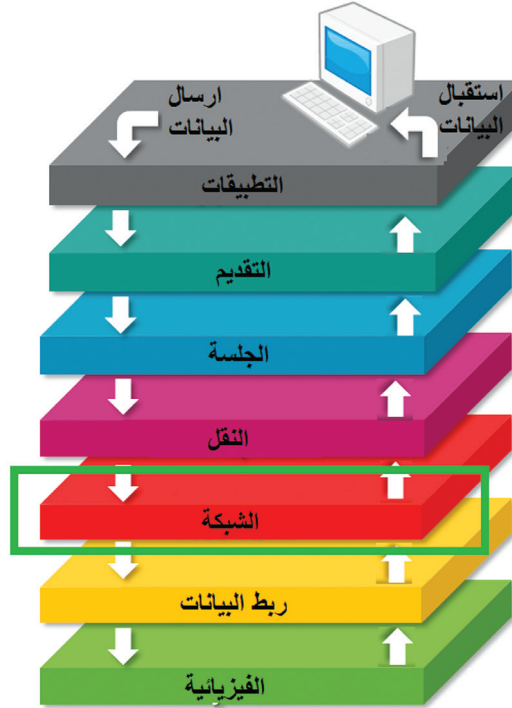 استقبال
البيانات
ارسال
البيانات
التطبيقات
التقديم
الجلسة
النقل
الشبكة
ربط البيانات
الفيزيائية